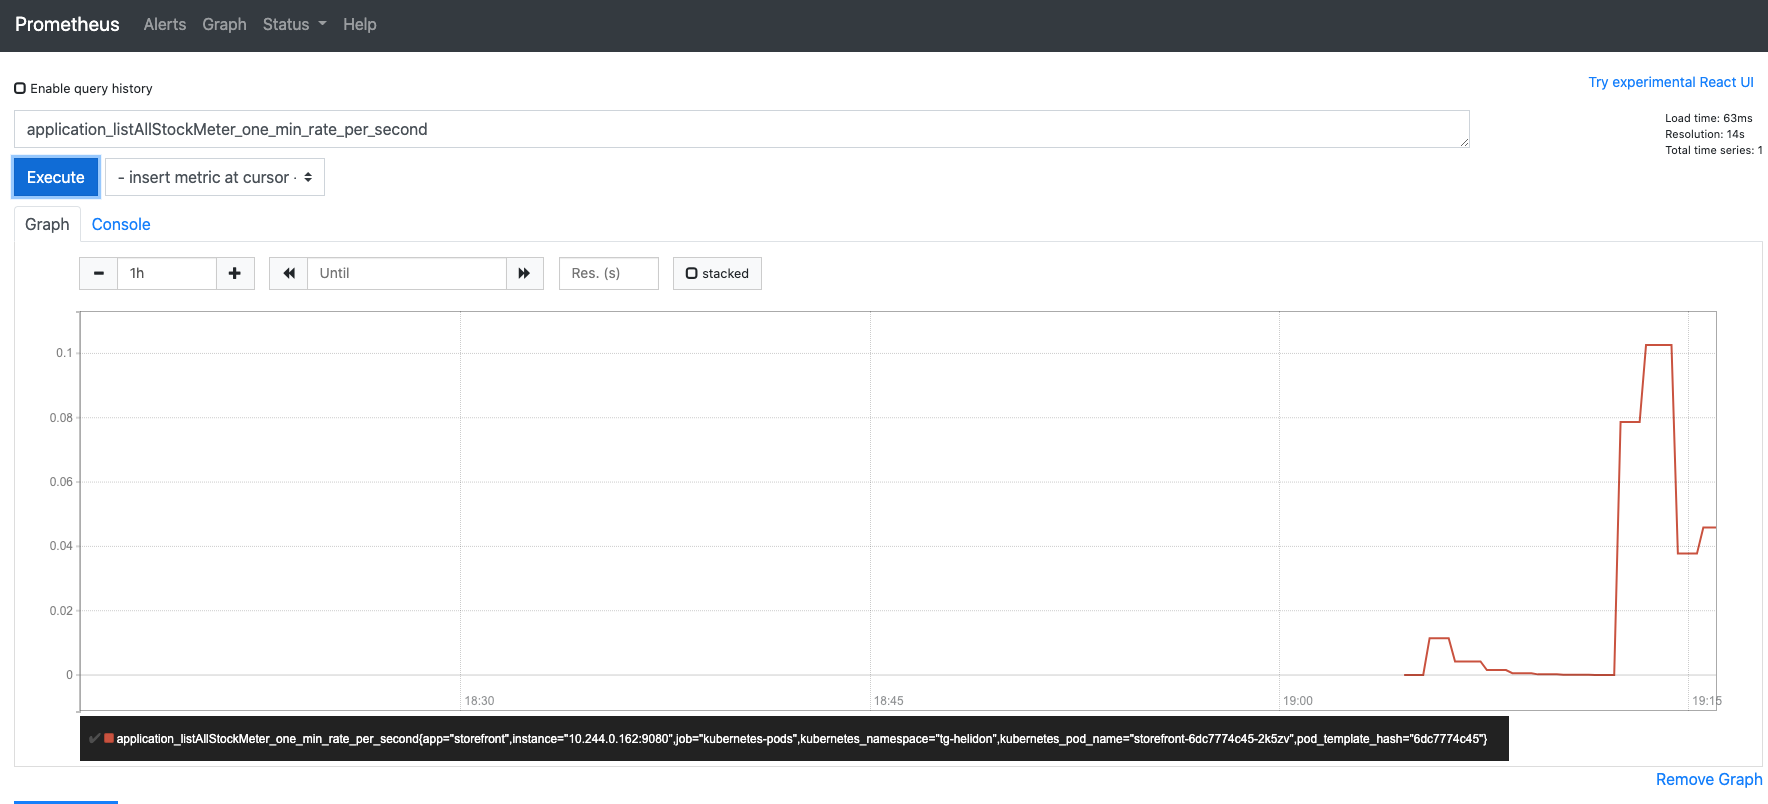 Prometheus Alerts Graph Status Help
Enable query history
Try experimental React UI
application_listAllStockMeter_one_min_rate_per_second
Load time: 63ms
Resolution: 14s
Total time series: 1
Execute - insert metric at cursor -
Graph Console
1h Until Res. (s) stacked
0.1
0.08
0.06
0.04
0.02
0
18:30 18:45 19:00 19:15
application_listAllStockMeter_one_min_rate_per_second{app="storefront",instance="10.244.0.162:9080",job="kubernetes-pods",kubernetes_namespace="tg-helidon",kubernetes_pod_name="storefront-6dc7774c45-2k5zv",pod_template_hash="6dc7774c45"}
Remove Graph